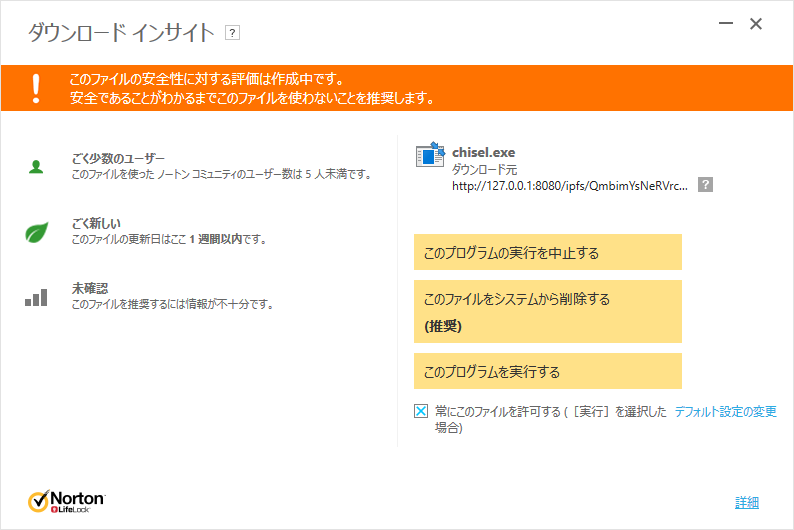 ダウンロード インサイト ?
このファイルの安全性に対する評価は作成中です。
安全であることがわかるまでこのファイルを使わないことを推奨します。
ごく少数のユーザー
このファイルを使った ノートン コミュニティのユーザー数は 5 人未満です。
ごく新しい
このファイルの更新日はここ 1 週間以内です。
未確認
このファイルを推奨するには情報が不十分です。
chisel.exe
ダウンロード元
http://127.0.0.1:8080/ipfs/QmbimYsNeRVrc... ?
このプログラムの実行を中止する
このファイルをシステムから削除する
(推奨)
このプログラムを実行する
常にこのファイルを許可する (［実行］を選択した デフォルト設定の変更
場合)
Norton
LifeLock
詳細